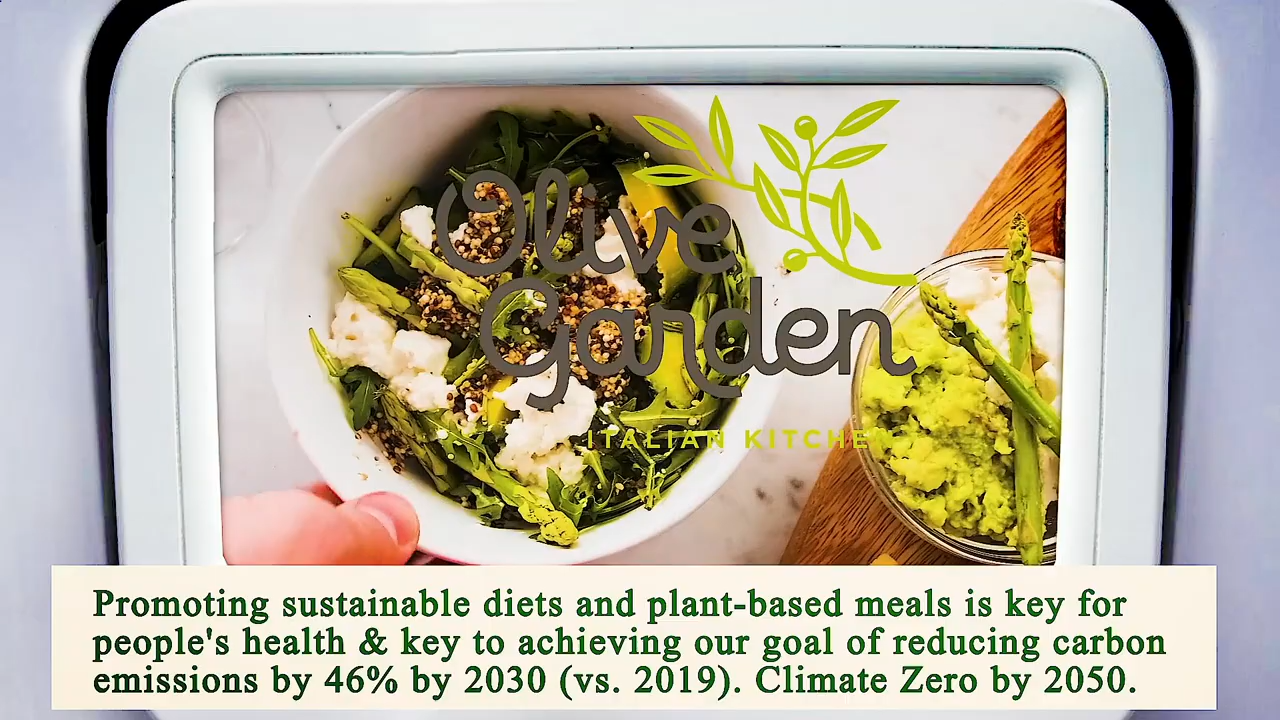 Olive
Garden
ITALIAN KITCHEN
Promoting sustainable diets and plant-based meals is key for
people's health & key to achieving our goal of reducing carbon
emissions by 46% by 2030 (vs. 2019). Climate Zero by 2050.